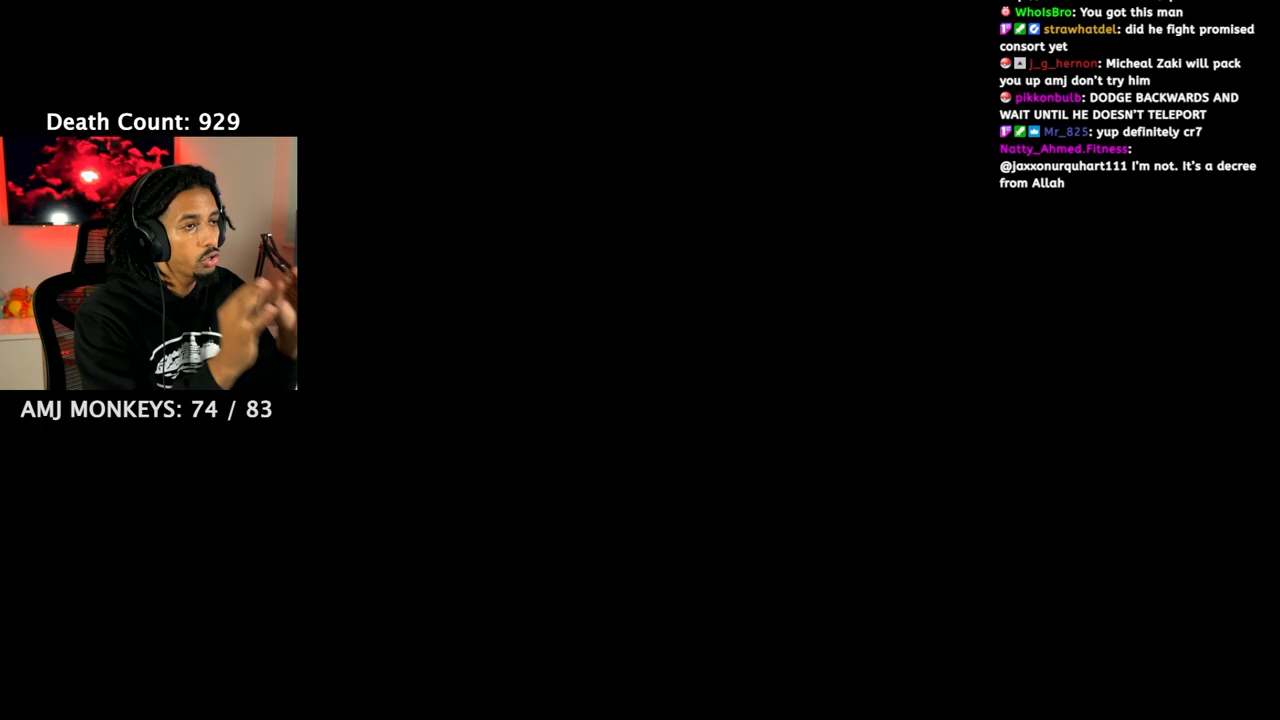 WhoIsBro: You got this man
strawhatdel: did he fight promised
consort yet
j_g_hernon: Micheal Zaki will pack
you up amj don't try him
pikkonbulb: DODGE BACKWARDS AND
WAIT UNTIL HE DOESN'T TELEPORT
Mr_825: yup definitely cr7
Natty_Ahmed.Fitness:
@jaxxonurquhart111 I'm not. It's a decree
from Allah
Death Count: 929
AMJ MONKEYS: 74 / 83